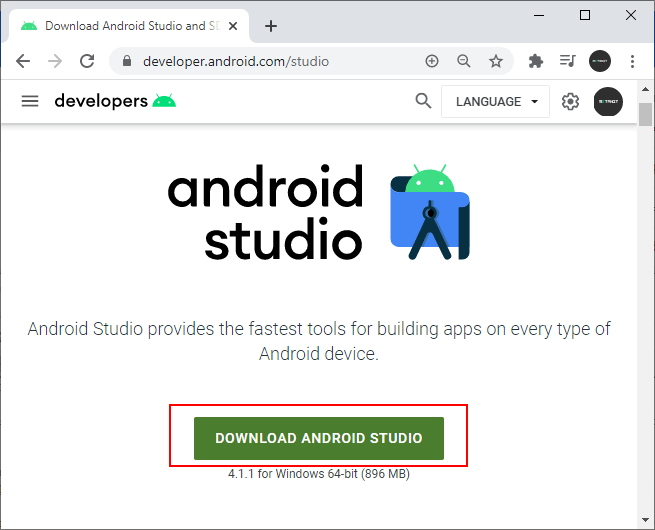 Download Android Studio and SD
developer.android.com/studio
developers
LANGUAGE
android
studio
Android Studio provides the fastest tools for building apps on every type of
Android device.
DOWNLOAD ANDROID STUDIO
4.1.1 for Windows 64-bit (896 MB)